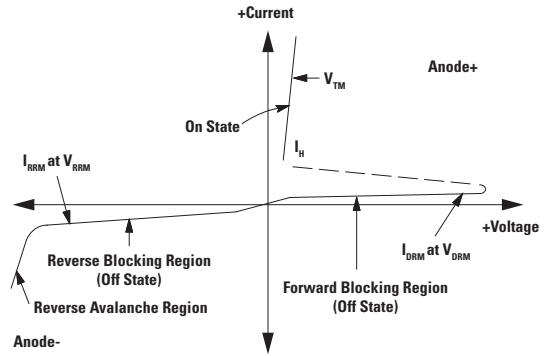 +Current
Anode+
V_TM
On State
I_H
I_RRM at V_RRM
+Voltage
I_DRM at V_DRM
Reverse Blocking Region
(Off State)
Forward Blocking Region
(Off State)
Reverse Avalanche Region
Anode-